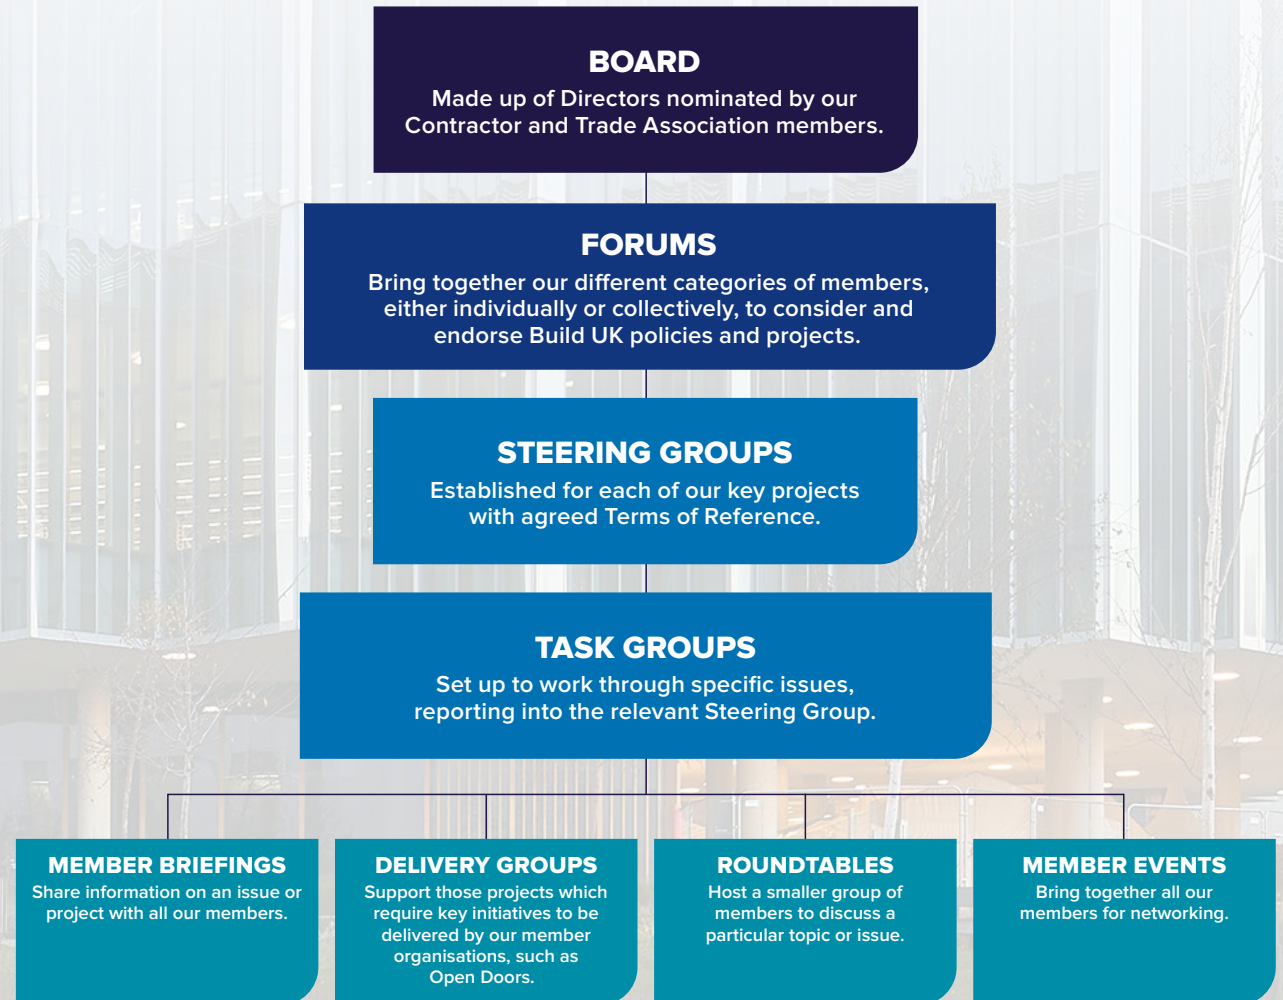 BOARD
Made up of Directors nominated by our
Contractor and Trade Association members.
FORUMS
Bring together our different categories of members,
either individually or collectively, to consider and
endorse Build UK policies and projects.
STEERING GROUPS
Established for each of our key projects
with agreed Terms of Reference.
TASK GROUPS
Set up to work through specific issues,
reporting into the relevant Steering Group.
MEMBER BRIEFINGS
Share information on an issue or
project with all our members.
DELIVERY GROUPS
Support those projects which
require key initiatives to be
delivered by our member
organisations, such as
Open Doors.
ROUNDTABLES
Host a smaller group of
members to discuss a
particular topic or issue.
MEMBER EVENTS
Bring together all our
members for networking.